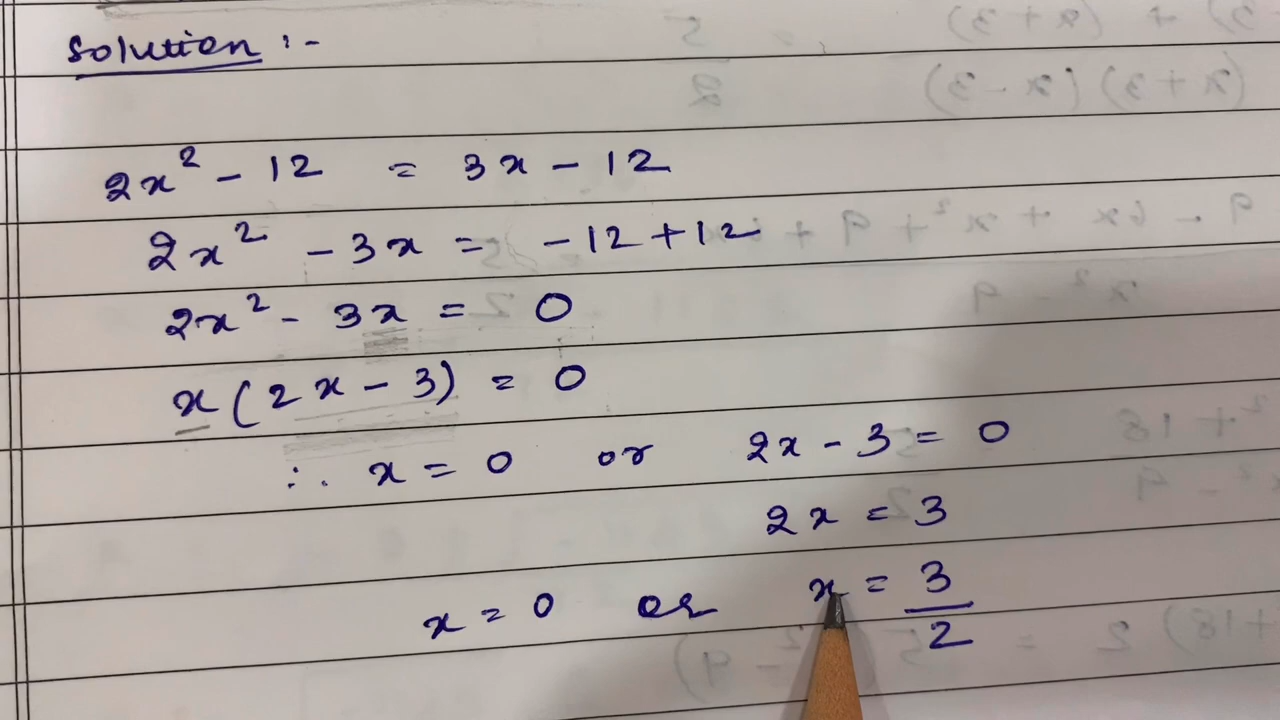 Solution :-
2x² - 12 = 3x - 12
2x² - 3x = -12 + 12
2x² - 3x = 0
x(2x - 3) = 0
∴ x = 0 or 2x - 3 = 0
2x = 3
x = 0 or x = 3/2